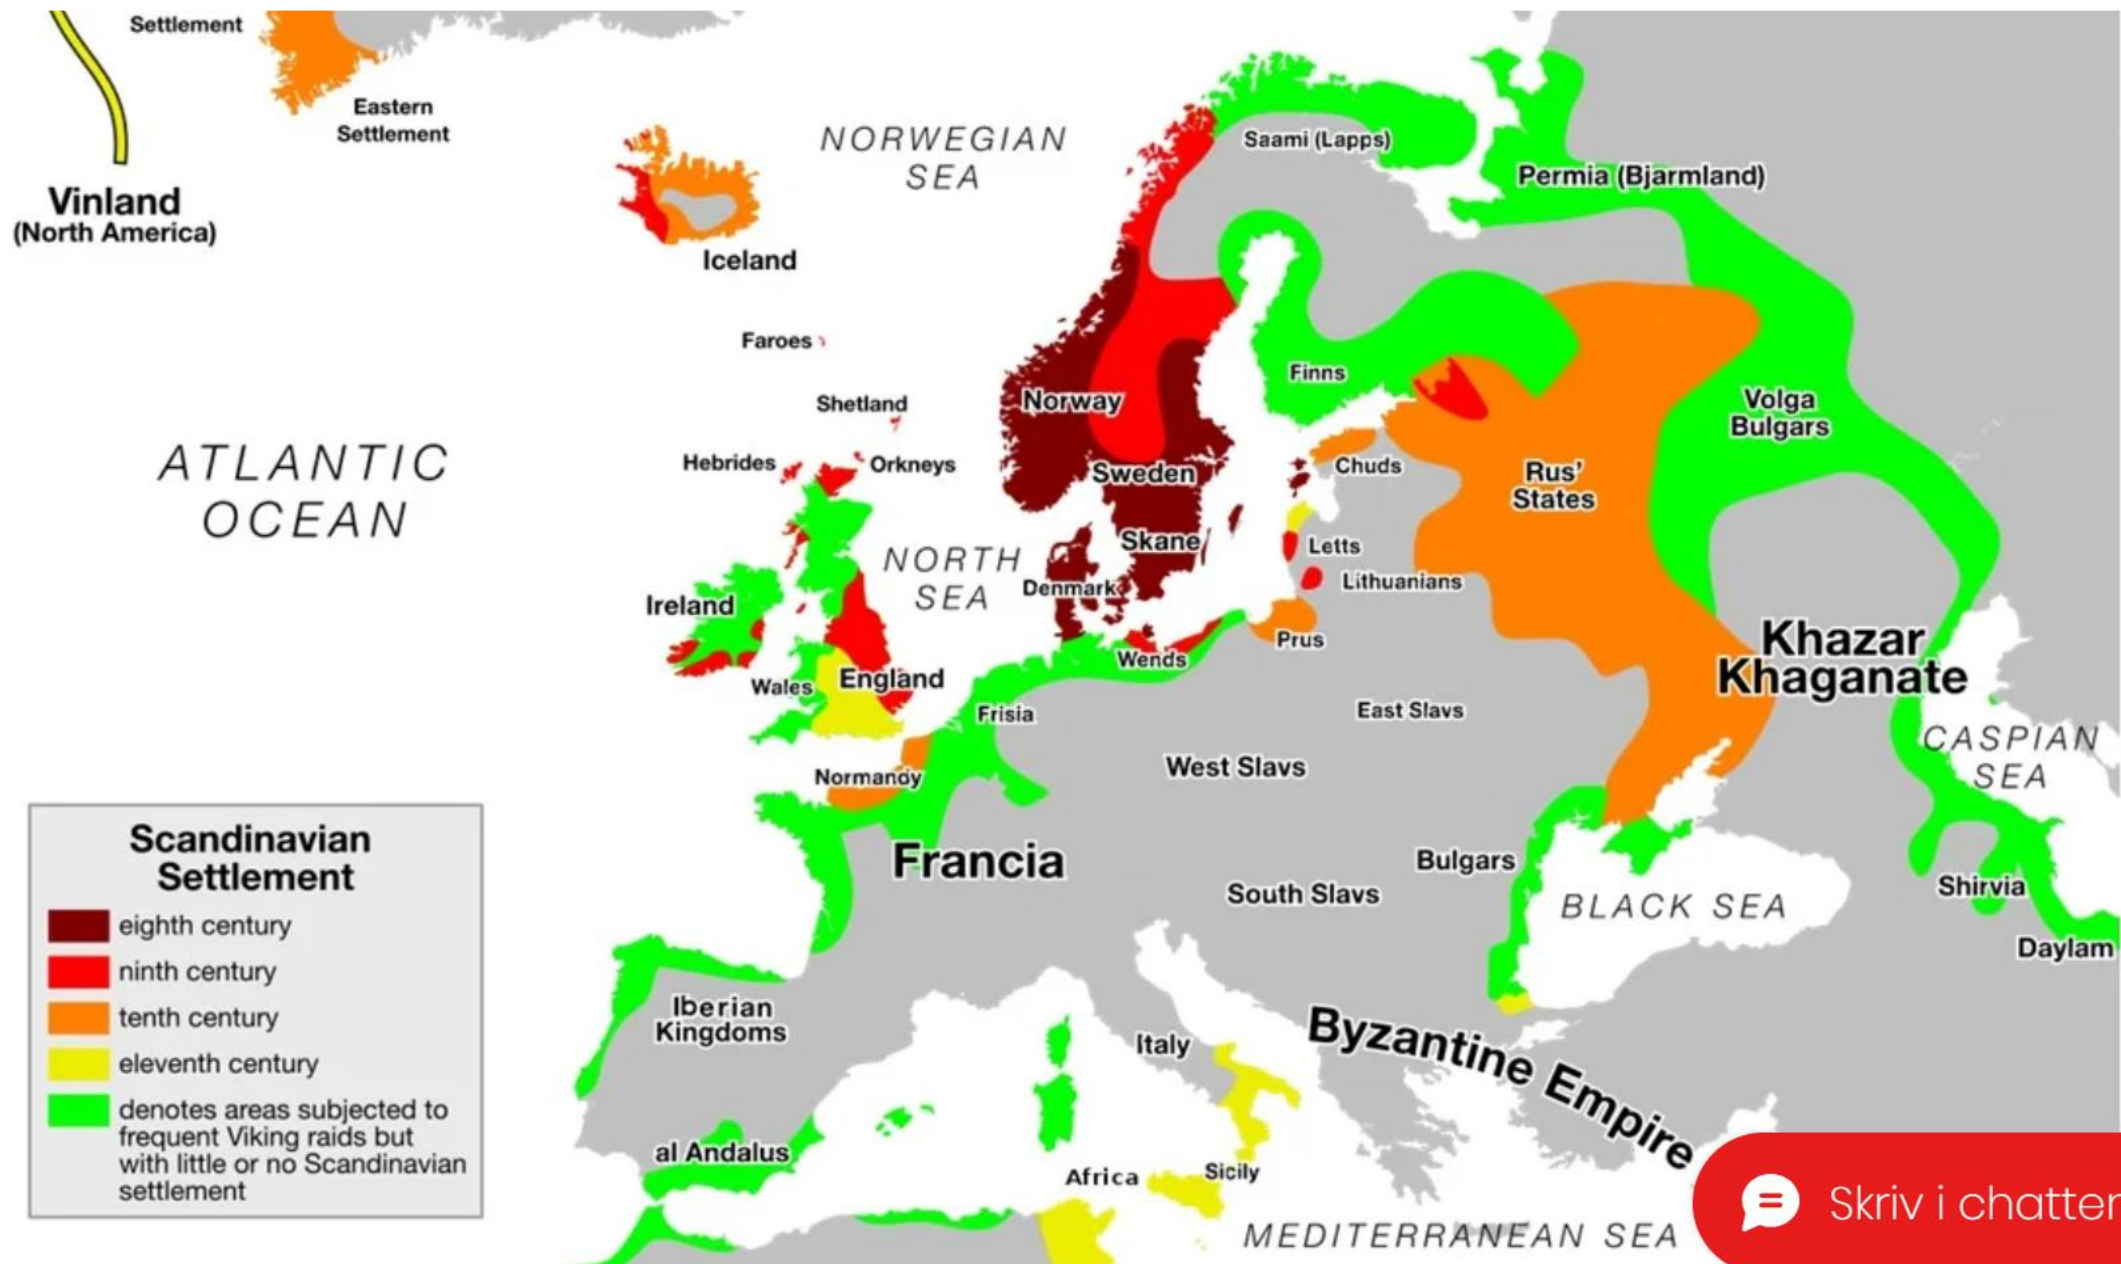 Settlement
Eastern
Settlement
Vinland
(North America)
Iceland
NORWEGIAN
SEA
Saami (Lapps)
Permia (Bjarmland)
Faroes
Shetland
Hebrides
Orkneys
ATLANTIC
OCEAN
Norway
Sweden
Skane
Denmark
Finns
Chuds
Rus'
States
Volga
Bulgars
NORTH
SEA
Letts
Lithuanians
Ireland
Prus
Wends
Wales
England
Frisia
Normandy
East Slavs
West Slavs
Khazar
Khaganate
CASPIAN
SEA
Francia
Bulgars
South Slavs
BLACK SEA
Shirvia
Daylam
Iberian
Kingdoms
Italy
Byzantine Empire
al Andalus
Africa
Sicily
MEDITERRANEAN SEA
Scandinavian
Settlement
eighth century
ninth century
tenth century
eleventh century
denotes areas subjected to
frequent Viking raids but
with little or no Scandinavian
settlement
Skriv i chatten